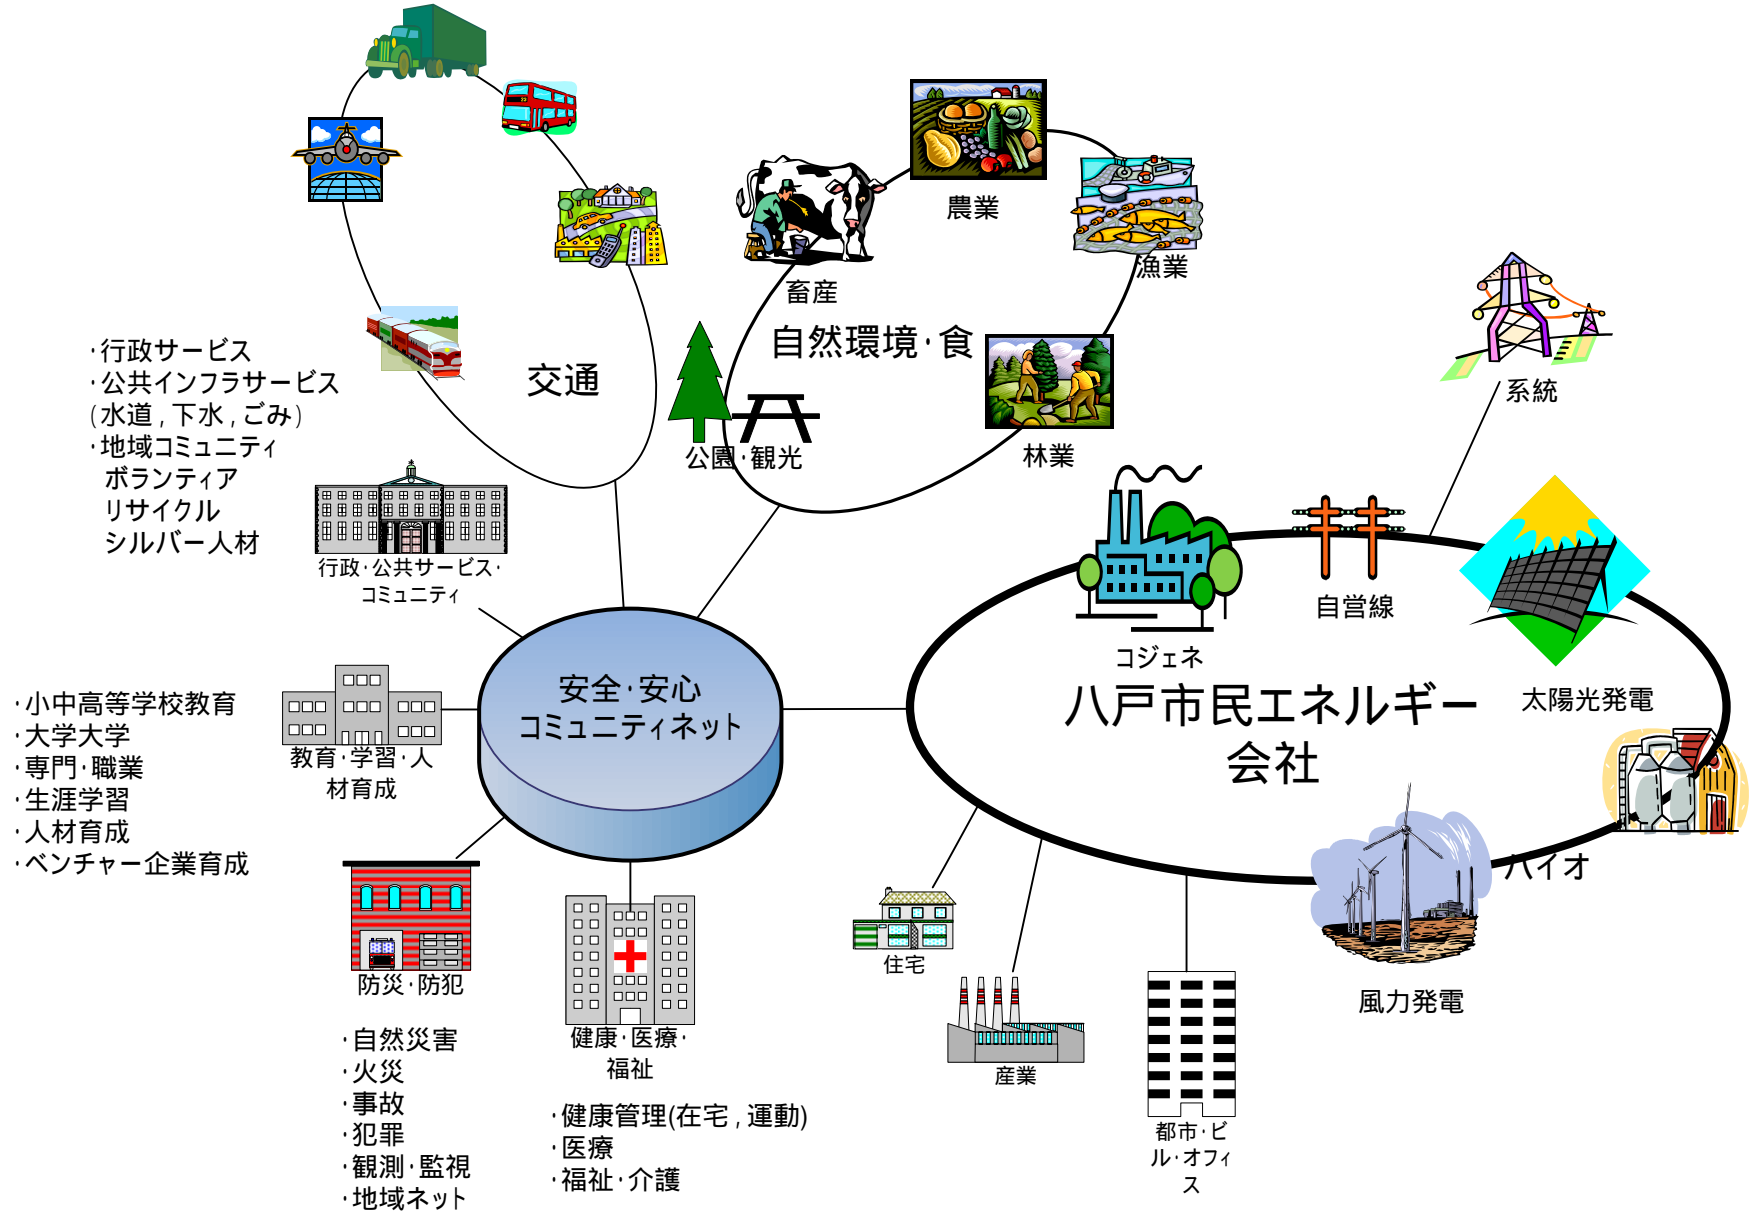 農業
漁業
畜産
自然環境・食
公園・観光
林業
交通
系統
・行政サービス
・公共インフラサービス
(水道,下水,ごみ)
・地域コミュニティ
ボランティア
リサイクル
シルバー人材
行政・公共サービス・
コミュニティ
自営線
コジェネ
八戸市民エネルギー
会社
太陽光発電
バイオ
風力発電
安全・安心
コミュニティネット
・小中高等学校教育
・大学大学
・専門・職業
・生涯学習
・人材育成
・ベンチャー企業育成
教育・学習・人
材育成
防災・防犯
・自然災害
・火災
・事故
・犯罪
・観測・監視
・地域ネット
健康・医療・
福祉
・健康管理(在宅,運動)
・医療
・福祉・介護
住宅
産業
都市・ビ
ル・オフィ
ス